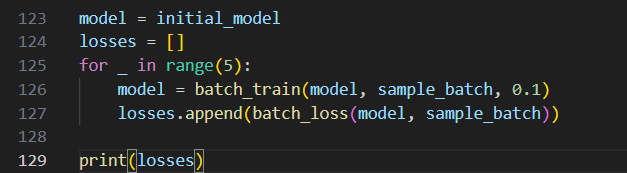 123 model = initial_model
124 losses = []
125 for _ in range(5):
126     model = batch_train(model, sample_batch, 0.1)
127     losses.append(batch_loss(model, sample_batch))
128
129 print(losses)